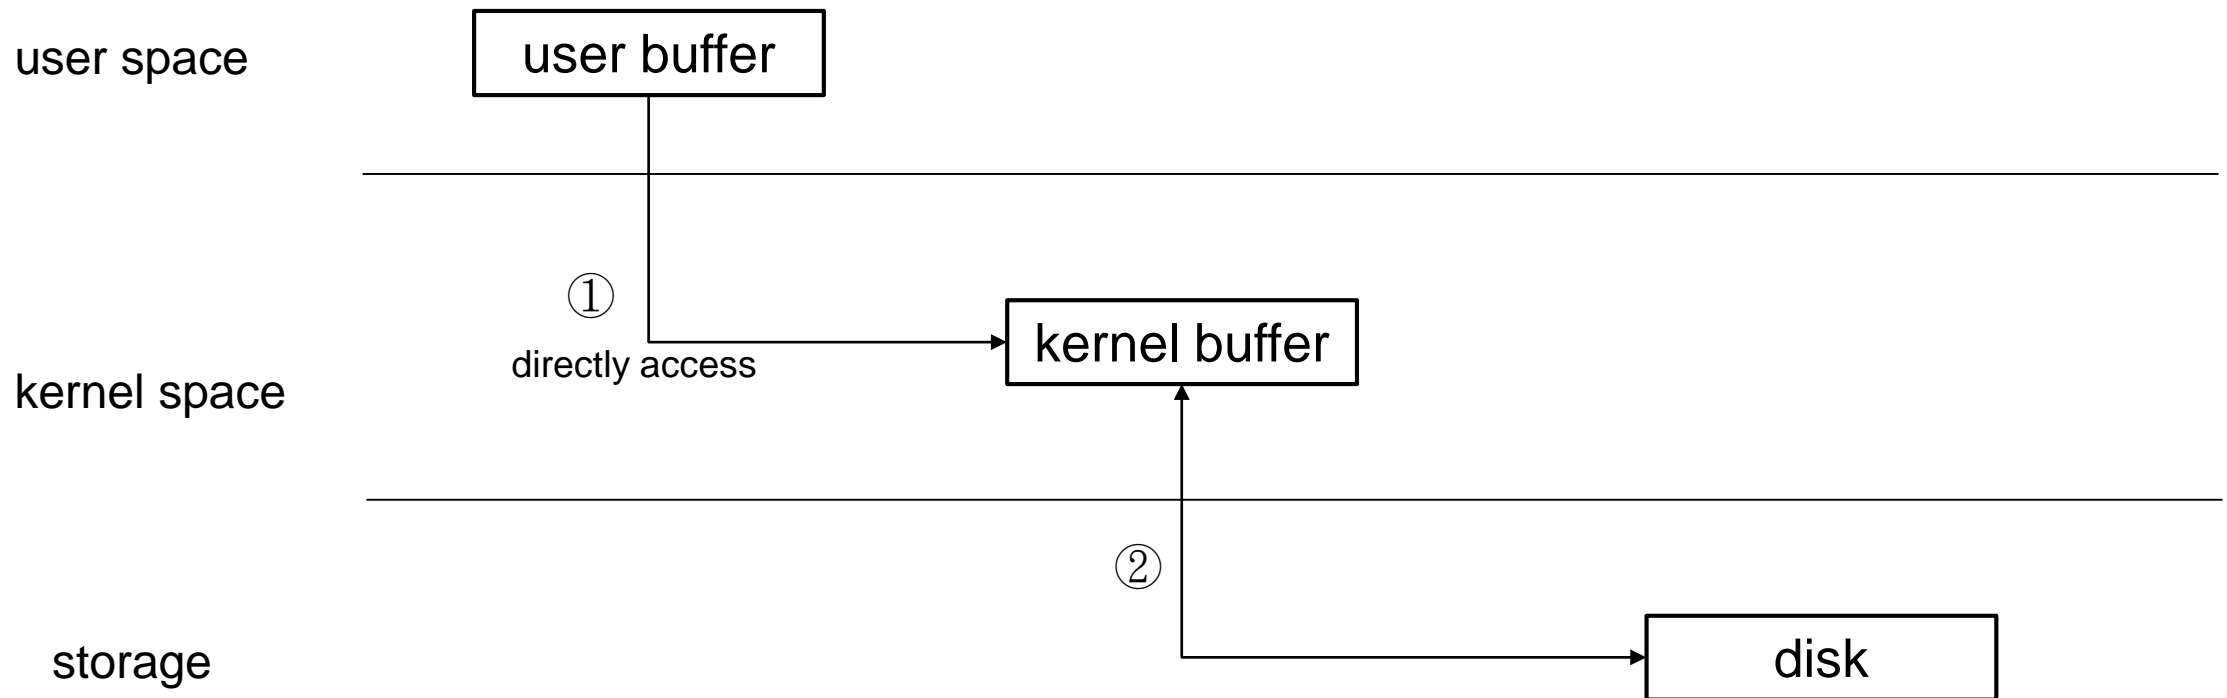 user space
user buffer
①
directly access
kernel buffer
kernel space
②
storage
disk